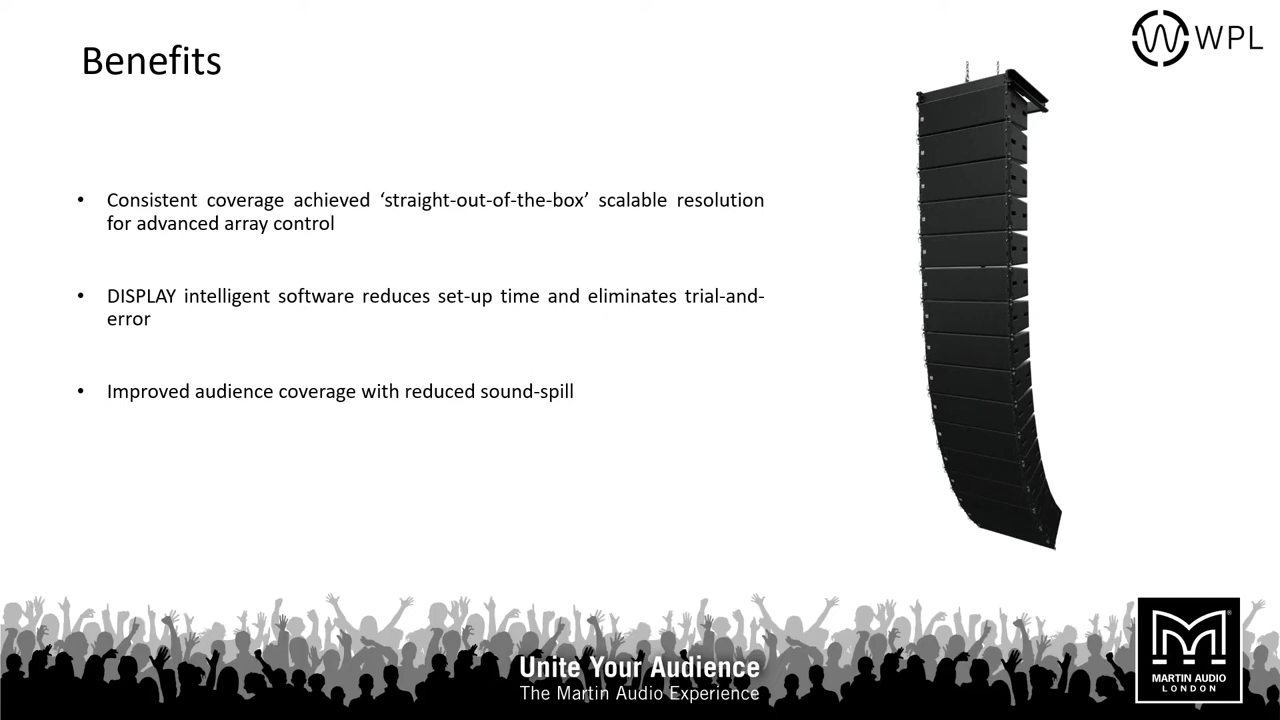 WPL
Benefits
• Consistent coverage achieved ‘straight-out-of-the-box’ scalable resolution
for advanced array control
• DISPLAY intelligent software reduces set-up time and eliminates trial-and-
error
• Improved audience coverage with reduced sound-spill
Unite Your Audience
The Martin Audio Experience
MARTIN AUDIO
LONDON